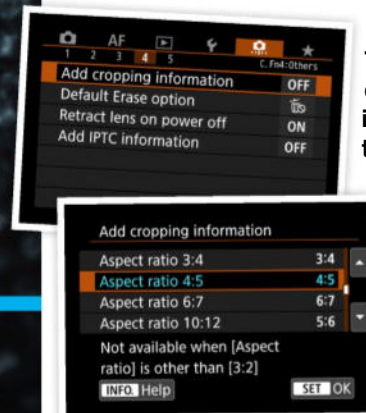 AF
1 2 3 4 5
C.Fn4:Others
Add cropping information OFF
Default Erase option
Retract lens on power off ON
Add IPTC information OFF
Add cropping information
Aspect ratio 3:4 3:4
Aspect ratio 4:5 4:5
Aspect ratio 6:7 6:7
Aspect ratio 10:12 5:6
Not available when [Aspect
ratio] is other than [3:2]
INFO. Help SET OK